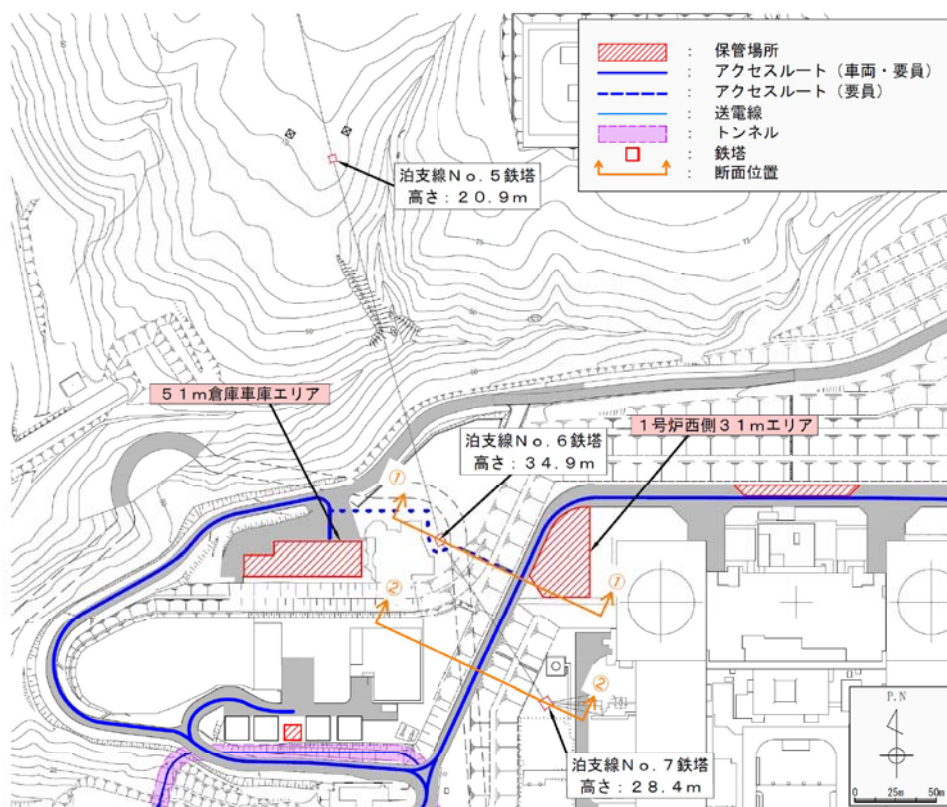 : 保管場所
: アクセスルート(車両・要員)
: アクセスルート(要員)
: 送電線
: トンネル
: 鉄塔
: 断面位置
泊支線No.5鉄塔
高さ:20.9m
51m倉庫車庫エリア
泊支線No.6鉄塔
高さ:34.9m
1号炉西側31mエリア
①
①
②
②
泊支線No.7鉄塔
高さ:28.4m
P.N
0 25m 50m